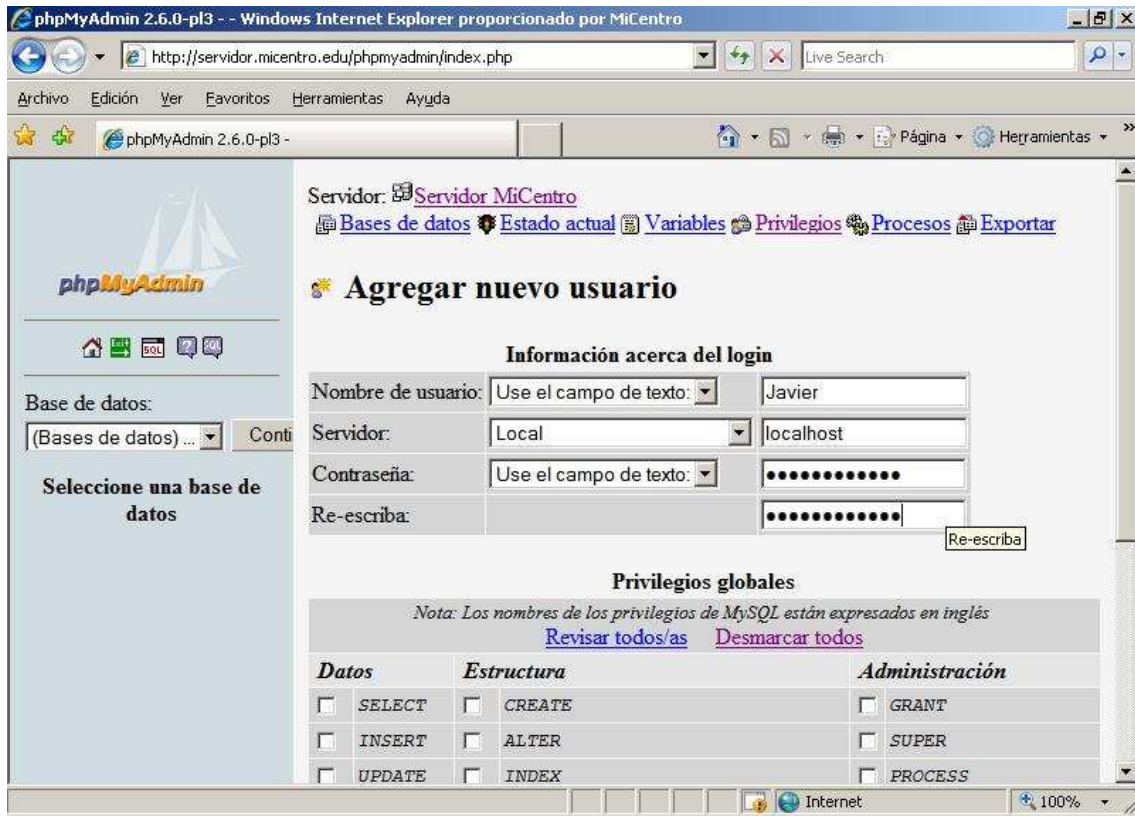 phpMyAdmin 2.6.0-pl3 - - Windows Internet Explorer proporcionado por MiCentro
http://servidor.micentro.edu/phpmyadmin/index.php
Live Search
Archivo Edición Ver Favoritos Herramientas Ayuda
phpMyAdmin 2.6.0-pl3 -
Página Herramientas »
phpMyAdmin
SQL
Base de datos:
(Bases de datos) ... Conti
Seleccione una base de
datos
Servidor: Servidor MiCentro
Bases de datos Estado actual Variables Privilegios Procesos Exportar
Agregar nuevo usuario
Información acerca del login
Nombre de usuario: Use el campo de texto: Javier
Servidor: Local localhost
Contraseña: Use el campo de texto: ●●●●●●●●●●●●
Re-escriba: ●●●●●●●●●●●●
Re-escriba
Privilegios globales
Nota: Los nombres de los privilegios de MySQL están expresados en inglés
Revisar todos/as Desmarcar todos
Datos Estructura Administración
SELECT CREATE GRANT
INSERT ALTER SUPER
UPDATE INDEX PROCESS
Internet 100%